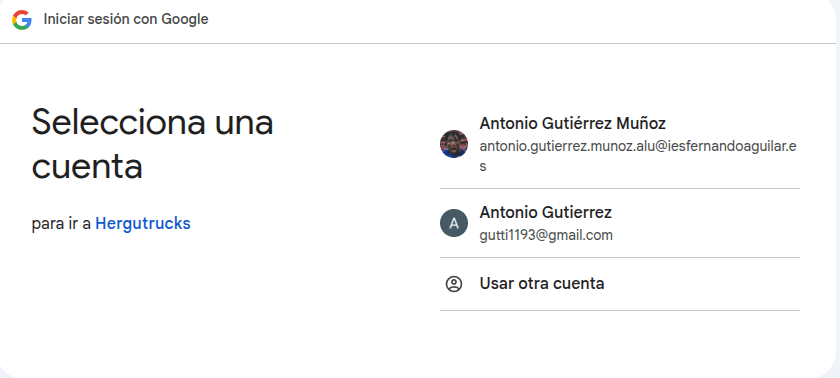 Iniciar sesión con Google
Selecciona una
cuenta
para ir a Hergutrucks
Antonio Gutiérrez Muñoz
antonio.gutierrez.munoz.alu@iesfernandoaguilar.e
s
A
Antonio Gutierrez
gutti1193@gmail.com
Usar otra cuenta